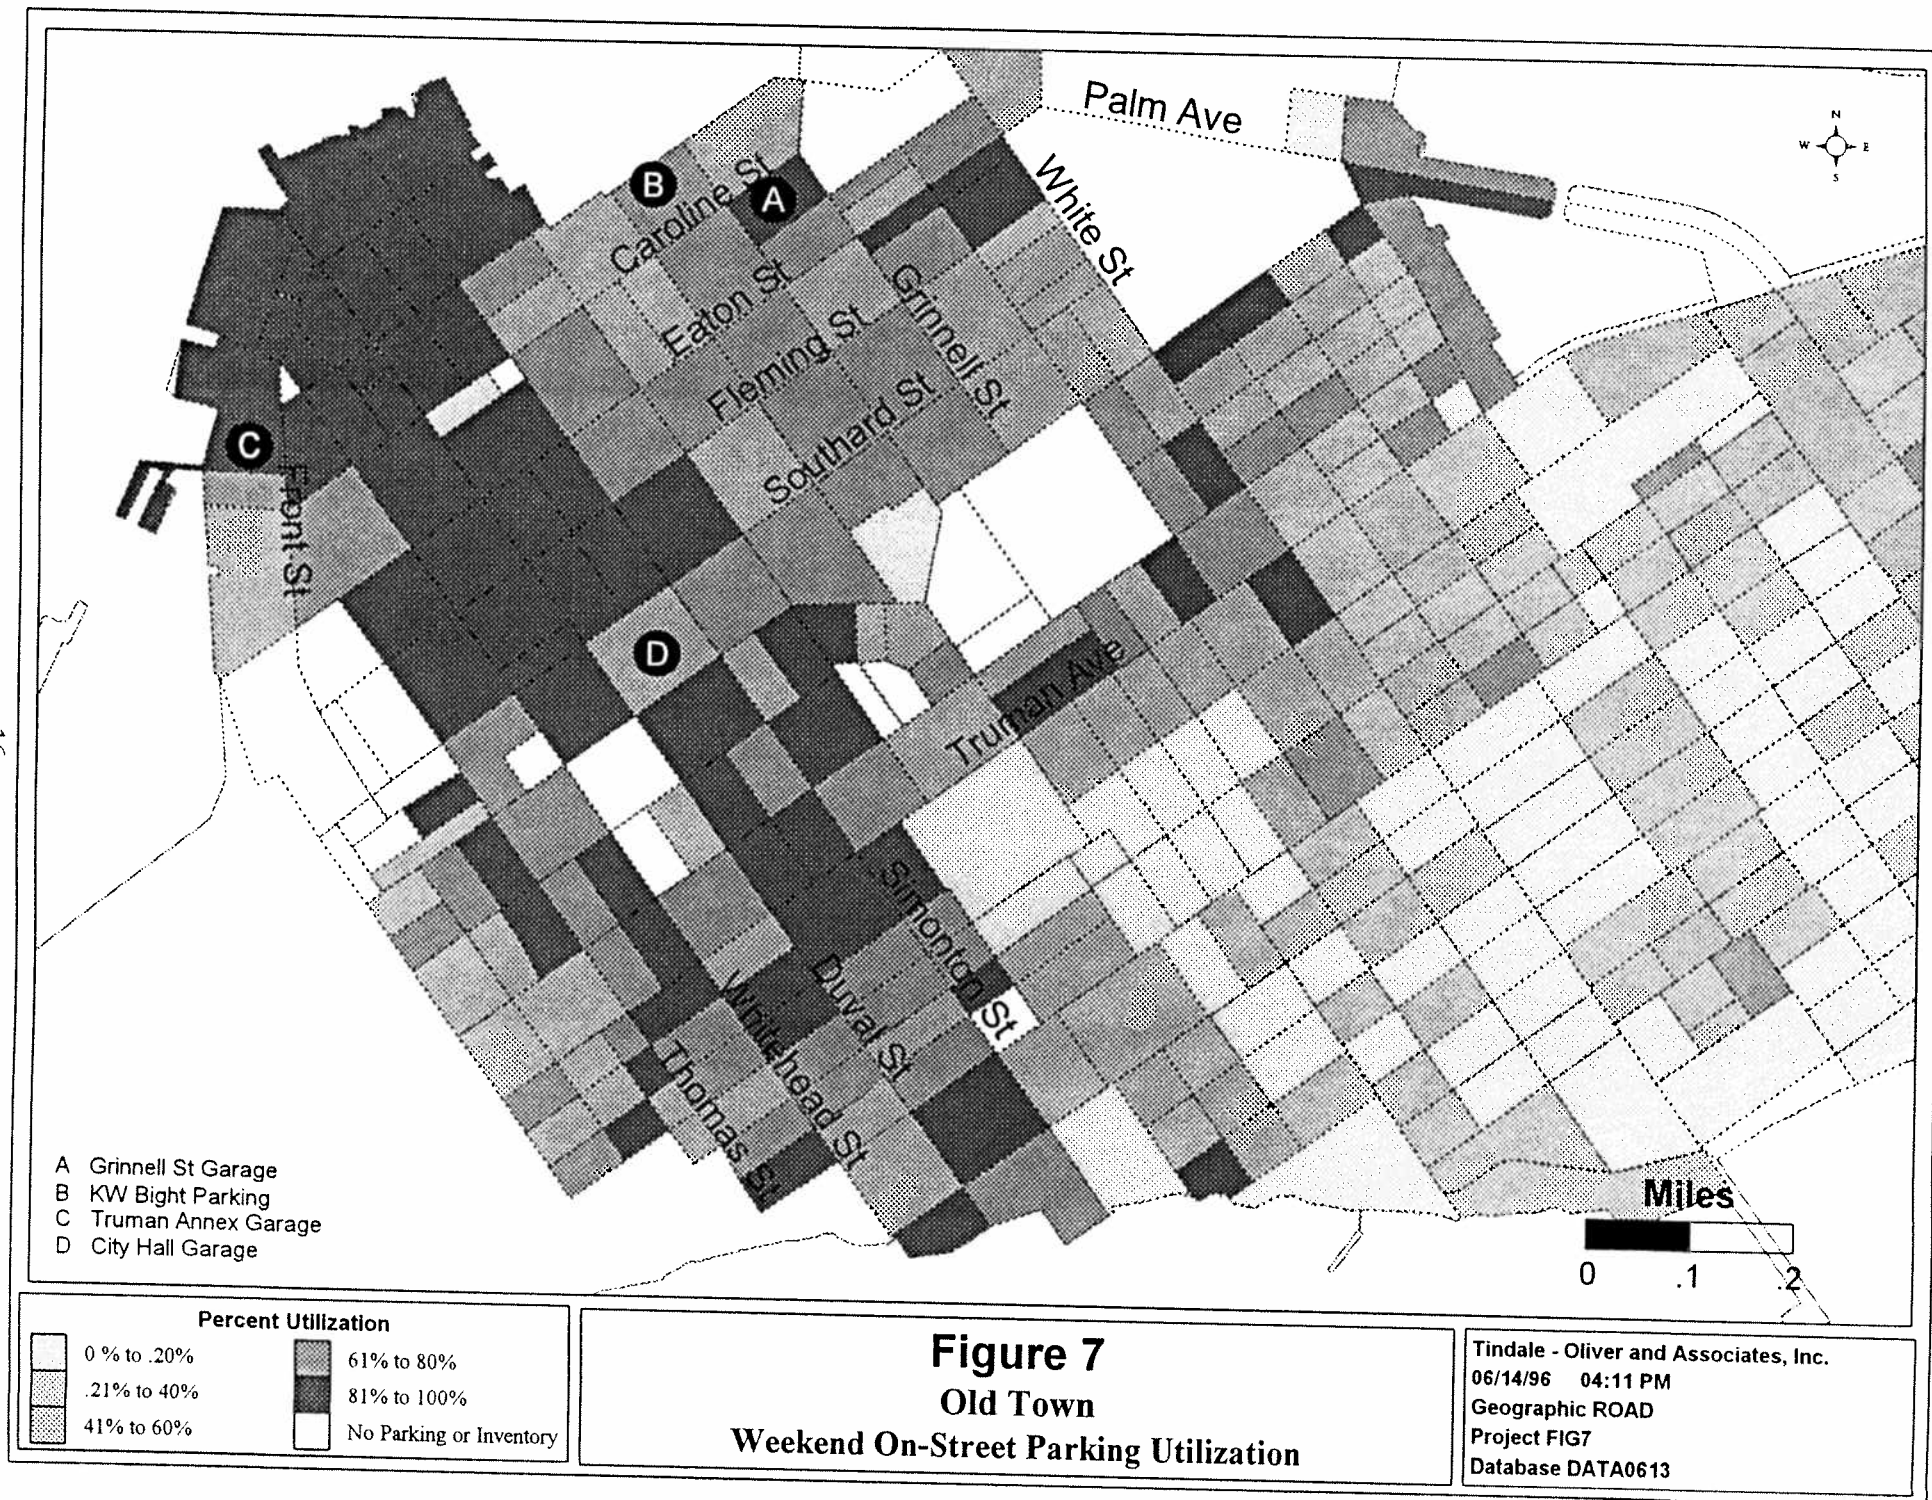 Palm Ave
N
W E
S
White St
Caroline St
B
A
Eaton St
Grinnell St
Fleming St
Southard St
C
Front St
D
Truman Ave
Simonton St
Duval St
Whitehead St
Thomas St
A Grinnell St Garage
B KW Bight Parking
C Truman Annex Garage
D City Hall Garage
Miles
0 .1 .2
Percent Utilization
0 % to .20%
.21% to 40%
41% to 60%
61% to 80%
81% to 100%
No Parking or Inventory
Figure 7
Old Town
Weekend On-Street Parking Utilization
Tindale - Oliver and Associates, Inc.
06/14/96 04:11 PM
Geographic ROAD
Project FIG7
Database DATA0613